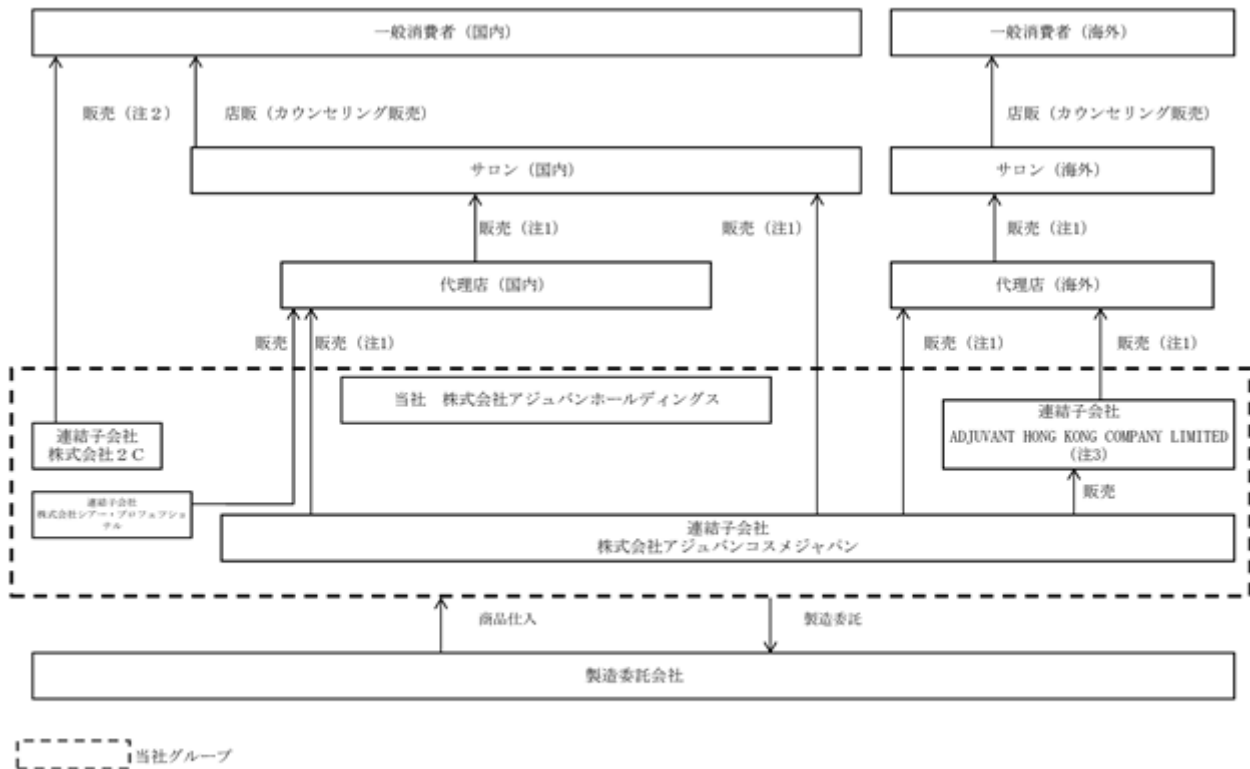 一般消費者（国内）
一般消費者（海外）
販売（注２）
店販（カウンセリング販売）
店販（カウンセリング販売）
サロン（国内）
サロン（海外）
販売（注1）
販売（注1）
販売（注1）
代理店（国内）
代理店（海外）
販売
販売（注1）
販売（注1）
販売（注1）
当社　株式会社アジュバンホールディングス
連結子会社
株式会社２C
連結子会社
ADJUVANT HONG KONG COMPANY LIMITED
（注3）
連結子会社
株式会社シアー・プロフェッショ
ナル
販売
連結子会社
株式会社アジュバンコスメジャパン
商品仕入
製造委託
製造委託会社
当社グループ